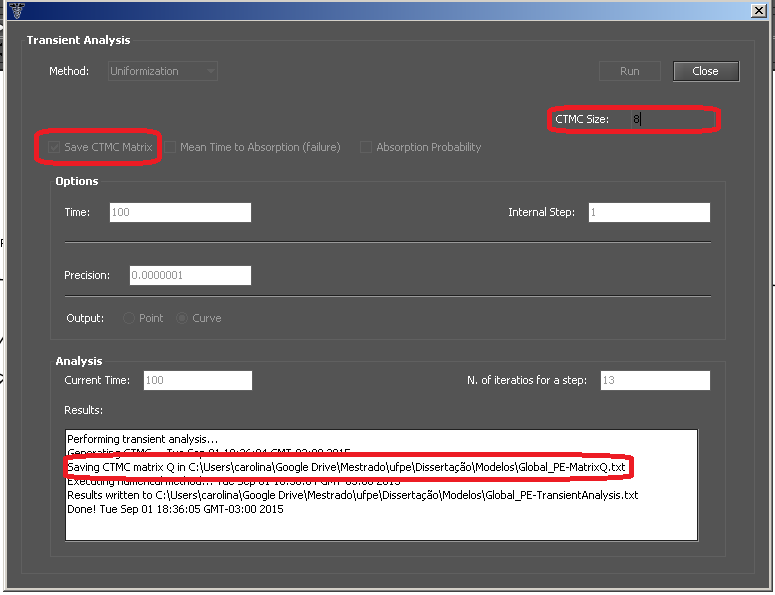 Transient Analysis
Method: Uniformization Run Close
CTMC Size: 8
Save CTMC Matrix Mean Time to Absorption (failure) Absorption Probability
Options
Time: 100 Internal Step: 1
Precision: 0.0000001
Output: Point Curve
Analysis
Current Time: 100 N. of iteratios for a step: 13
Results:
Performing transient analysis...
Generating CTMC... Tue Sep 01 18:36:04 GMT-03:00 2015
Saving CTMC matrix Q in C:\Users\carolina\Google Drive\Mestrado\ufpe\Dissertação\Modelos\Global_PE-MatrixQ.txt
Executing numerical method... Tue Sep 01 18:36:04 GMT-03:00 2015
Results written to C:\Users\carolina\Google Drive\Mestrado\ufpe\Dissertação\Modelos\Global_PE-TransientAnalysis.txt
Done! Tue Sep 01 18:36:05 GMT-03:00 2015